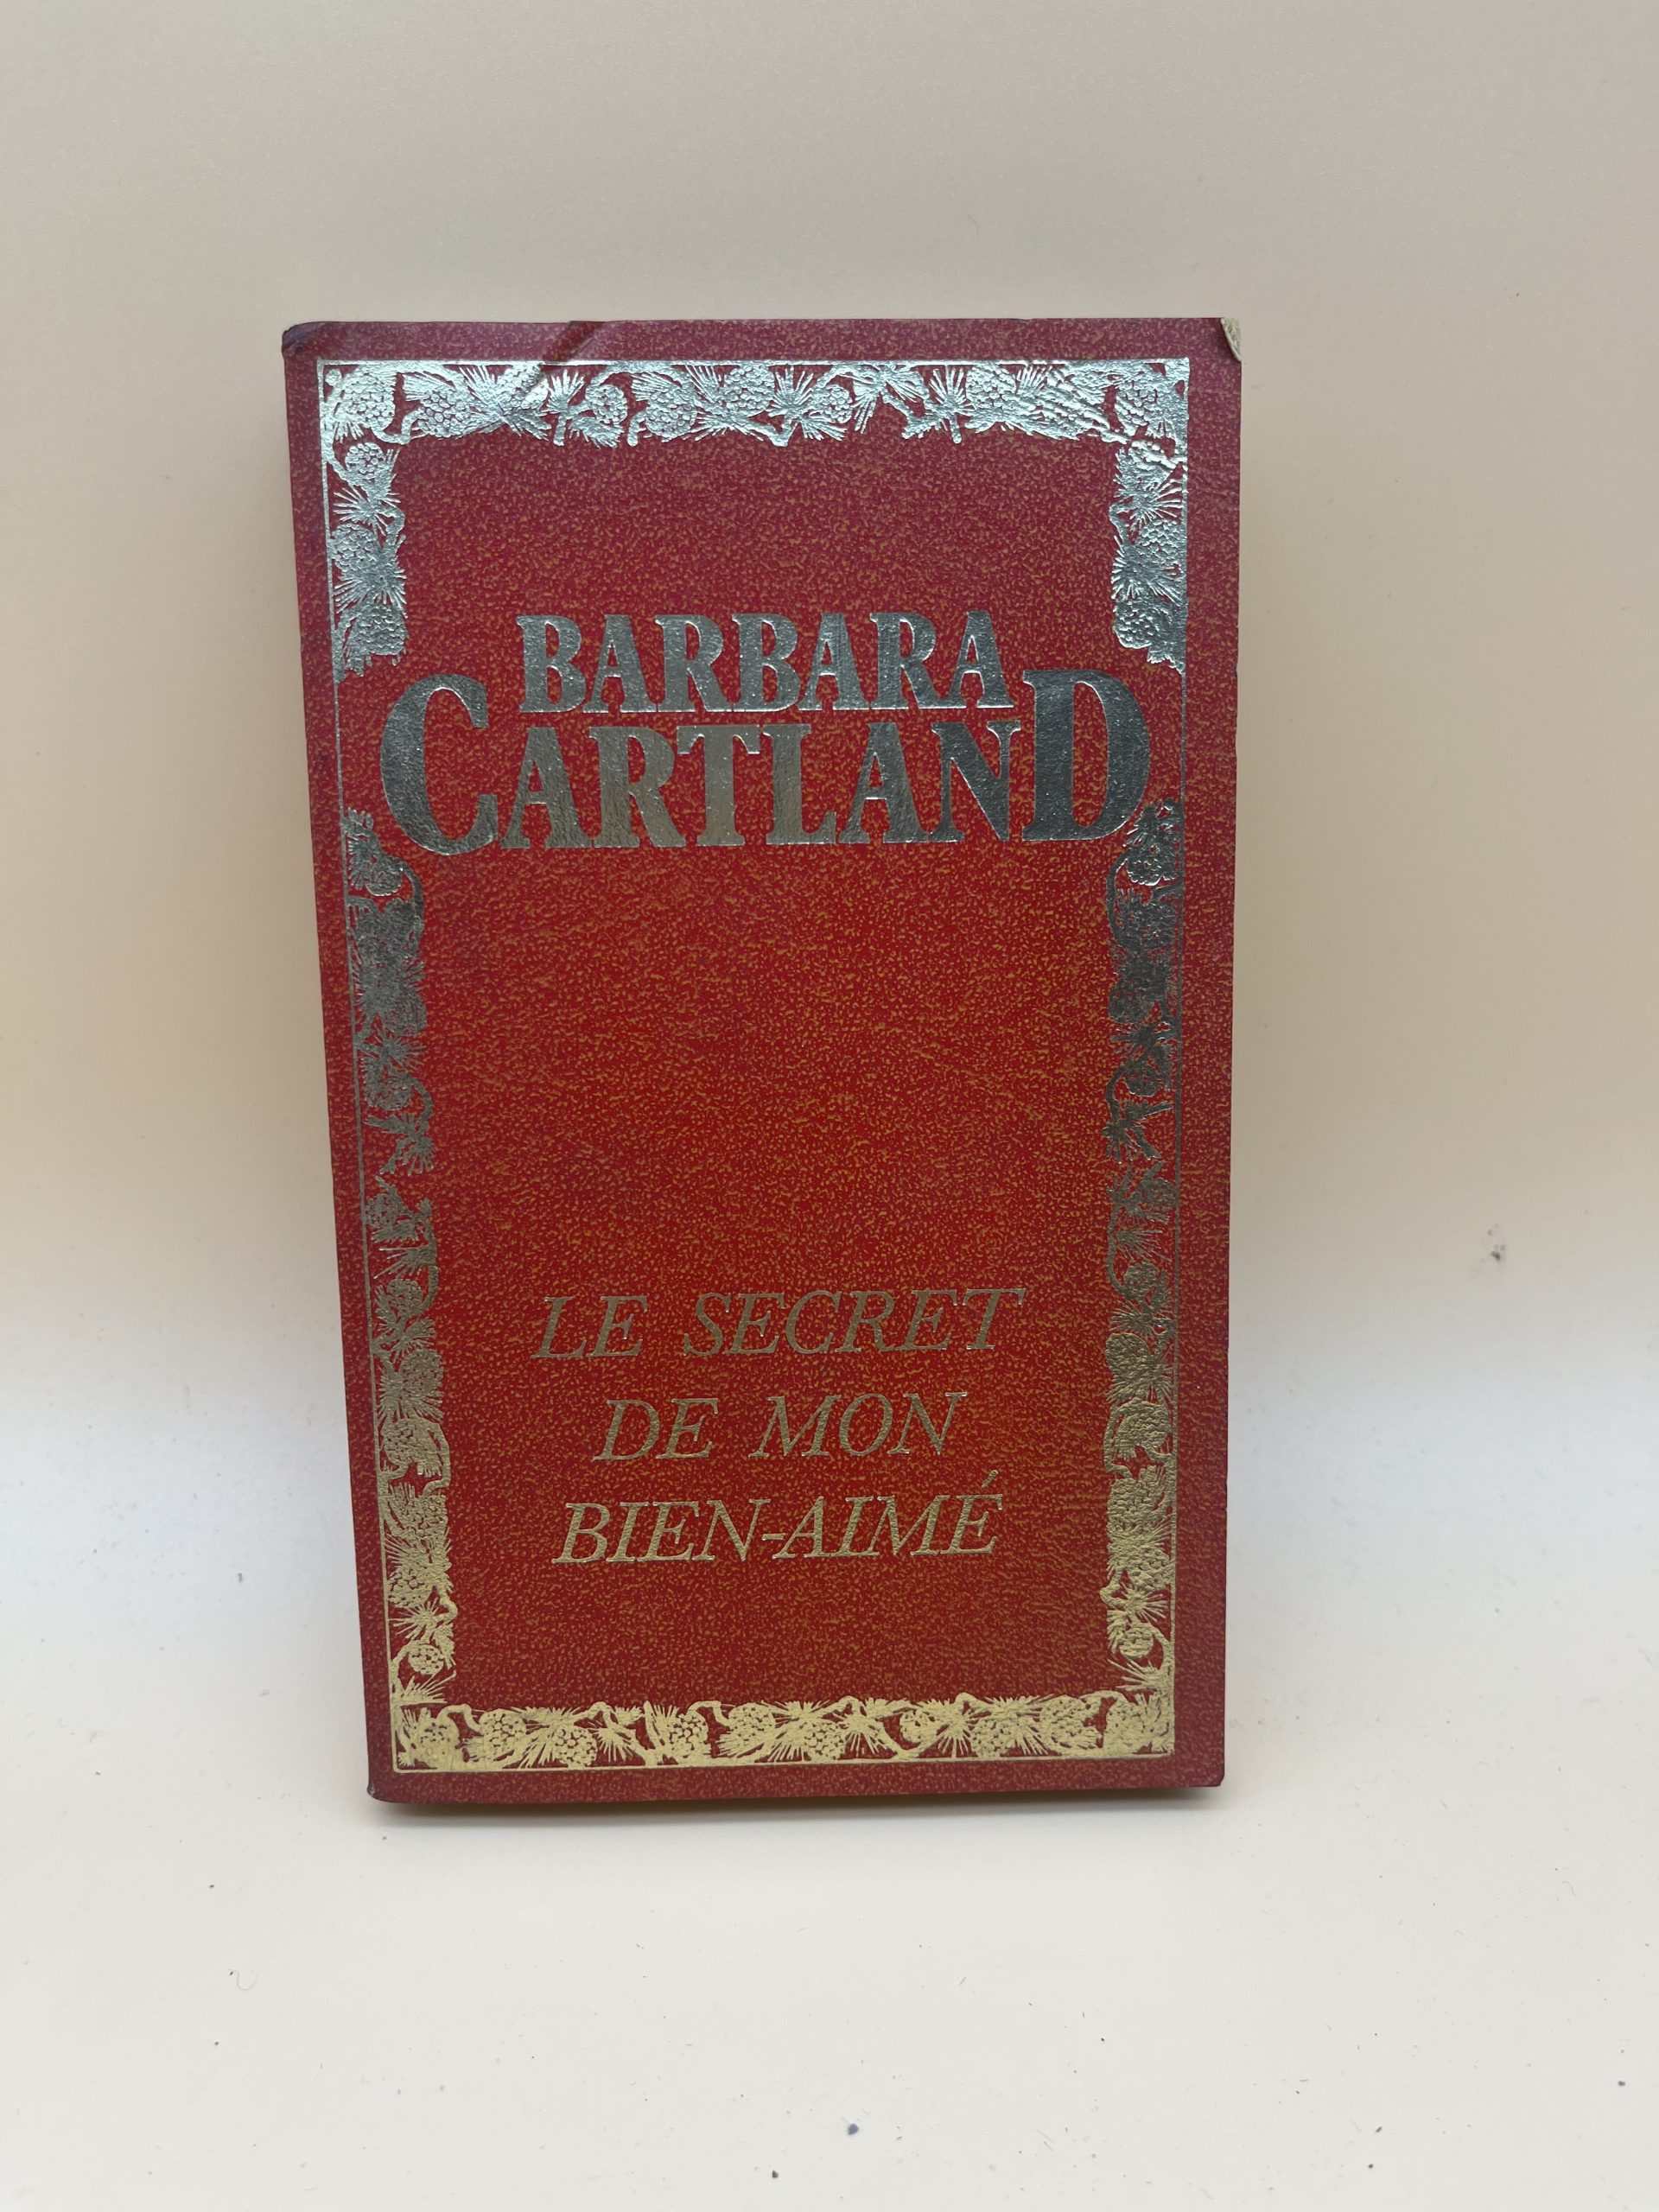 BARBARA
CARTLAND
LE SECRET
DE MON
BIEN-AIMÉ